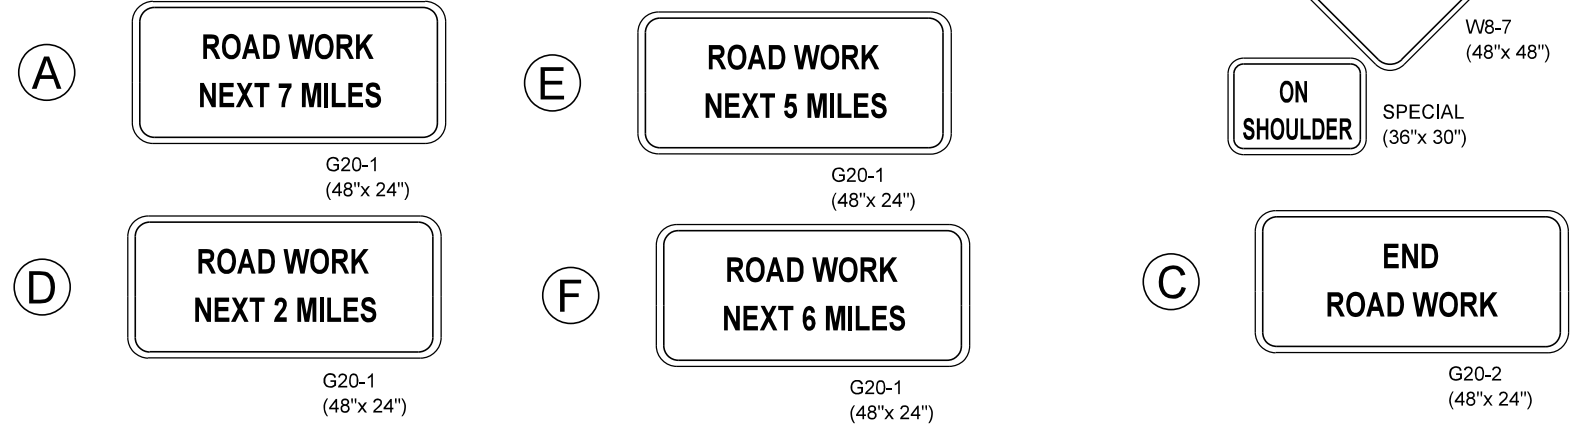 A
ROAD WORK
NEXT 7 MILES
G20-1
(48"x 24")
E
ROAD WORK
NEXT 5 MILES
G20-1
(48"x 24")
W8-7
(48"x 48")
ON
SHOULDER
SPECIAL
(36"x 30")
D
ROAD WORK
NEXT 2 MILES
G20-1
(48"x 24")
F
ROAD WORK
NEXT 6 MILES
G20-1
(48"x 24")
C
END
ROAD WORK
G20-2
(48"x 24")